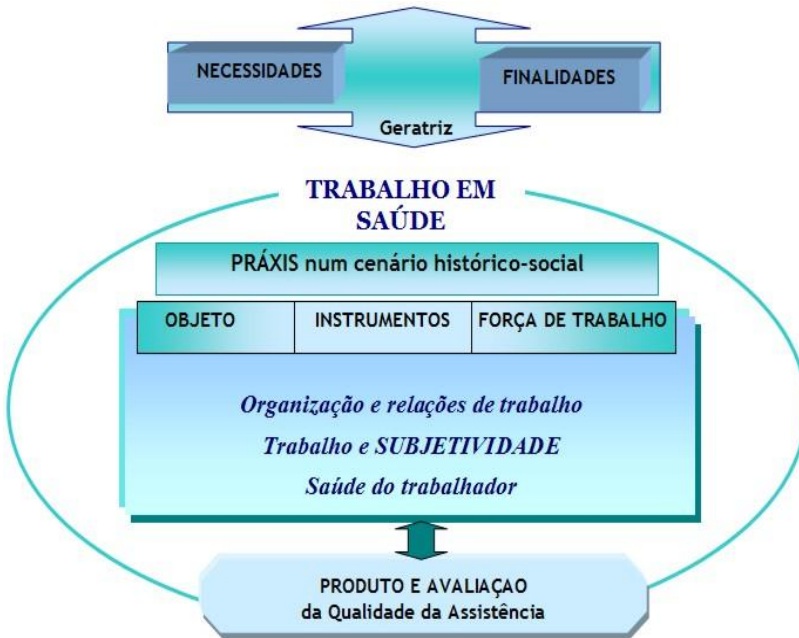 NECESSIDADES
FINALIDADES
Geratriz
TRABALHO EM
SAÚDE
PRÁXIS num cenário histórico-social
OBJETO
INSTRUMENTOS
FORÇA DE TRABALHO
Organização e relações de trabalho
Trabalho e SUBJETIVIDADE
Saúde do trabalhador
PRODUTO E AVALIAÇAO
da Qualidade da Assistência